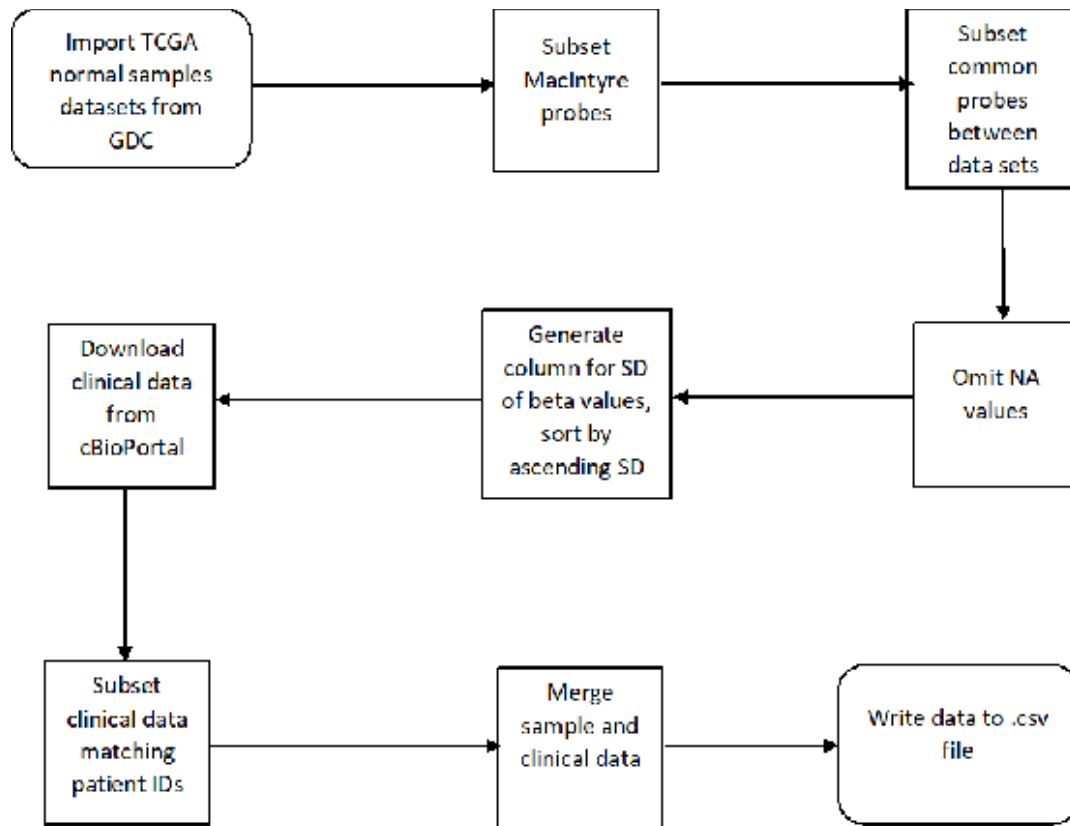 Import TCGA
normal samples
datasets from
GDC
Subset
MacIntyre
probes
Subset
common
probes
between
data sets
Omit NA
values
Generate
column for SD
of beta values,
sort by
ascending SD
Download
clinical data
from
cBioPortal
Subset
clinical data
matching
patient IDs
Merge
sample and
clinical data
Write data to .csv
file